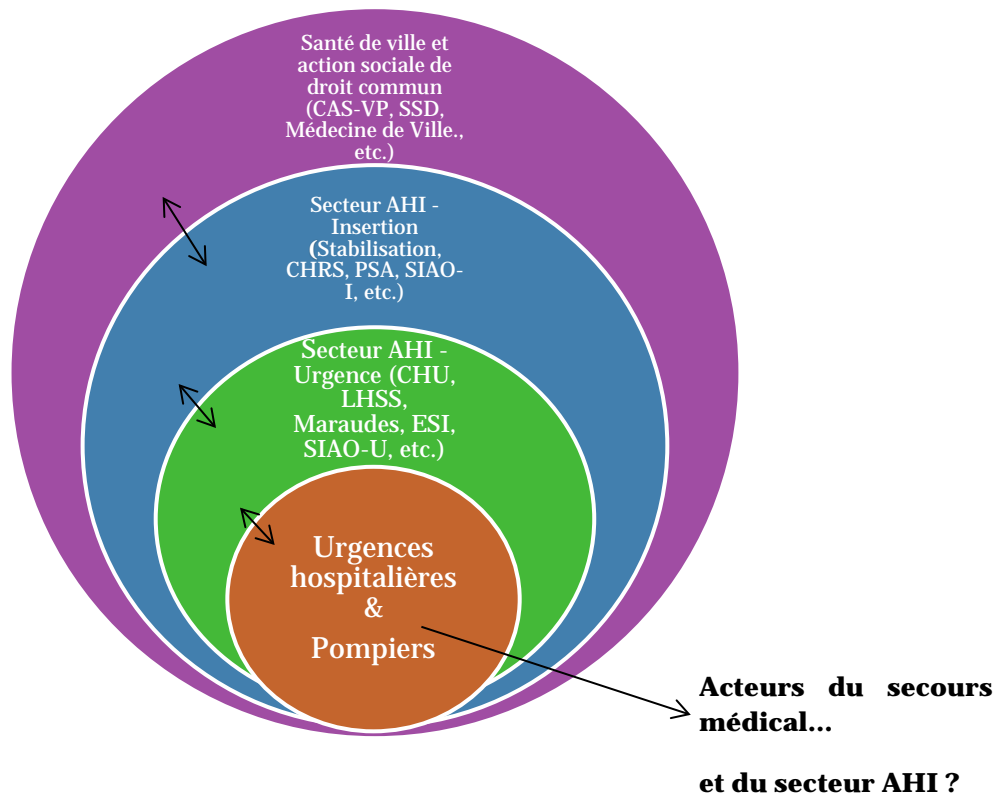 Santé de ville et
action sociale de
droit commun
(CAS-VP, SSD,
Médecine de Ville.,
etc.)
Secteur AHI -
Insertion
(Stabilisation,
CHRS, PSA, SIAO-
I, etc.)
Secteur AHI -
Urgence (CHU,
LHSS,
Maraudes, ESI,
SIAO-U, etc.)
Urgences
hospitalières
&
Pompiers
Acteurs du secours
médical...
et du secteur AHI ?